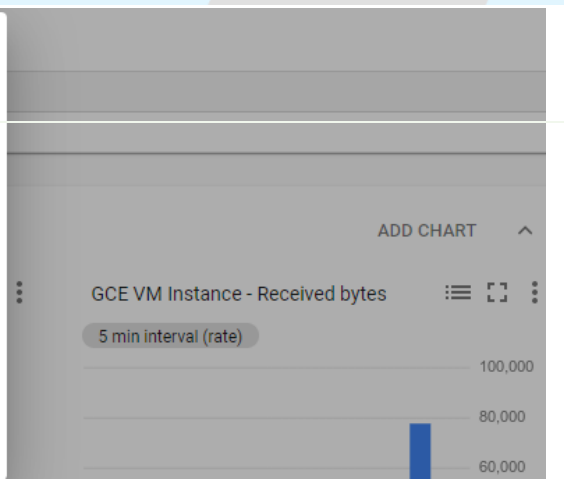 ADD CHART
GCE VM Instance - Received bytes
5 min interval (rate)
100,000
80,000
60,000